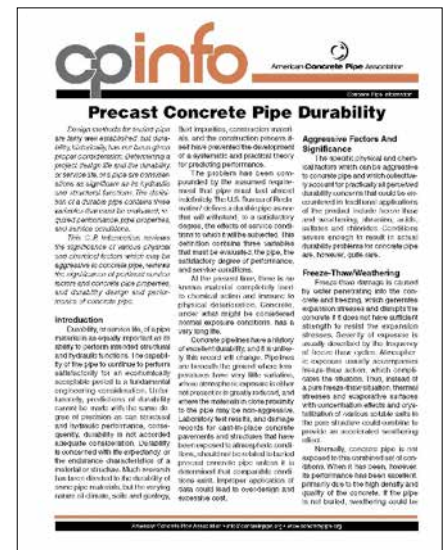 cpinfo
American Concrete Pipe Association
Concrete Pipe Information
Precast Concrete Pipe Durability
Design methods for buried pipe
are fairly well established, but dura-
bility, historically, has not been given
proper consideration. Determining a
project design life and the durability,
or service life, of a pipe are consider-
ations as significant as its hydraulic
and structural functions. The defini-
tion of a durable pipe contains three
variables that must be evaluated, re-
quired performance, pipe properties,
and service conditions.
This C.P. Information reviews
the significance of various physical
and chemical factors which may be
aggressive to concrete pipe, reviews
the significance of
and durability design and perfor-
mance of concrete pipe.
Introduction
Durability, or service life, of a pipe
material is as equally important as its
ability to perform intended structural
and hydraulic functions. The capabil-
ity of the pipe to continue to perform
satisfactorily for an economically
acceptable period is a fundamental
engineering consideration. Unfor-
tunately, predictions of durability
cannot be made with the same de-
gree of precision as can structural
and hydraulic performance, conse-
quently, durability is not accorded
adequate consideration. Durability
is concerned with life expectancy, or
the endurance characteristics of a
material or structure. Much research
has been directed to the durability of
some pipe materials, but the varying
nature of climate, soils and geology,
fluid impurities, construction materi-
als, and the construction process it-
self have prevented the development
of a systematic and practical theory
for predicting performance.
The problem has been com-
pounded by the assumed require-
ment that pipe must last almost
indefinitely. The U.S. Bureau of Recla-
mation defines a durable pipe as one
that will withstand, to a satisfactory
degree, the effects of service condi-
tions to which it will be subjected. This
definition contains three variables
that must be evaluated, the pipe, the
satisfactory degree of performance,
and service conditions.
At the present time, there is no
known material completely inert
to chemical action and immune to
physical deterioration. Concrete,
under what might be considered
normal exposure conditions, has a
very long life.
Concrete pipelines have a history
of excellent durability, and it is unlike-
ly this record will change. Pipelines
are beneath the ground where tem-
peratures have very little variation,
where atmospheric exposure is either
not present or is greatly reduced, and
where the materials in close proximity
to the pipe may be non-aggressive.
Laboratory test results, and damage
records for cast-in-place concrete
pavements and structures that have
been exposed to atmospheric condi-
tions, should not be related to buried
precast concrete pipe unless it is
determined that compatible condi-
tions exist. Improper application of
data could lead to overdesign and
excessive cost.
Aggressive Factors And
Significance
The specific physical and chem-
ical factors which can be aggressive
to concrete pipe and which collective-
ly account for practically all perceived
durability concerns that could be en-
countered in traditional applications
of the product include freeze thaw
and weathering, abrasion, acids,
sulfates and chlorides. Conditions
severe enough to result in actual
durability problems for concrete pipe
are, however, quite rare.
Freeze-Thaw/Weathering
Freeze-thaw damage is caused
by water penetrating into the con-
crete and freezing, which generates
expansion stresses and disrupts the
concrete if it does not have sufficient
strength to resist the expansion
stresses. Severity of exposure is
usually described by the frequency
of freeze-thaw cycles. Atmospher-
ic exposure usually accompanies
freeze-thaw action, which compli-
cates the situation. Thus, instead of
a pure freeze-thaw situation, thermal
stresses and evaporative surfaces
with concentration effects and crys-
tallization of various soluble salts in
the pore structure could combine to
provide an accelerated weathering
effect.
Normally, concrete pipe is not
exposed to this combined set of con-
ditions. When it has been, however,
its performance has been excellent,
primarily due to the high density and
quality of the concrete. If the pipe
is not buried, weathering could be
American Concrete Pipe Association • info@concretepipe.org • www.concretepipe.org